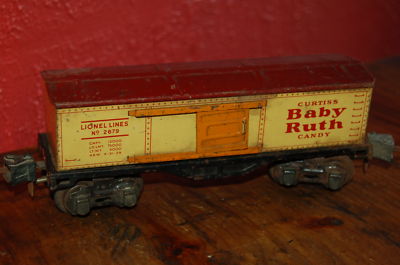 LIONEL LINES
No 2679
CURTISS
Baby
Ruth
CANDY